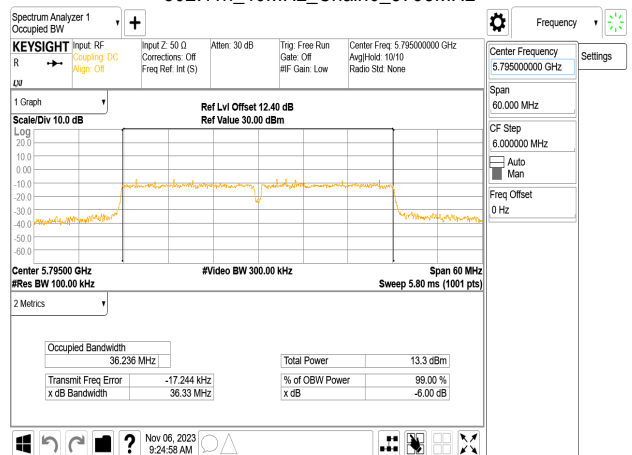 Spectrum Analyzer 1
Occupied BW
Frequency
KEYSIGHT
R
Input: RF
Coupling: DC
Align: Off
Input Z: 50 Ω
Corrections: Off
Freq Ref: Int (S)
Atten: 30 dB
Trig: Free Run
Gate: Off
#IF Gain: Low
Center Freq: 5.795000000 GHz
Avg|Hold: 10/10
Radio Std: None
Center Frequency
5.795000000 GHz
Settings
Span
60.000 MHz
CF Step
6.000000 MHz
Auto
Man
Freq Offset
0 Hz
1 Graph
Ref Lvl Offset 12.40 dB
Scale/Div 10.0 dB
Ref Value 30.00 dBm
Log
20.0
10.0
0.00
-10.0
-20.0
-30.0
-40.0
-50.0
-60.0
Center 5.79500 GHz
#Video BW 300.00 kHz
Span 60 MHz
#Res BW 100.00 kHz
Sweep 5.80 ms (1001 pts)
2 Metrics
Occupied Bandwidth
36.236 MHz
Total Power 13.3 dBm
Transmit Freq Error -17.244 kHz
% of OBW Power 99.00 %
x dB Bandwidth 36.33 MHz
x dB -6.00 dB
?
Nov 06, 2023
9:24:58 AM